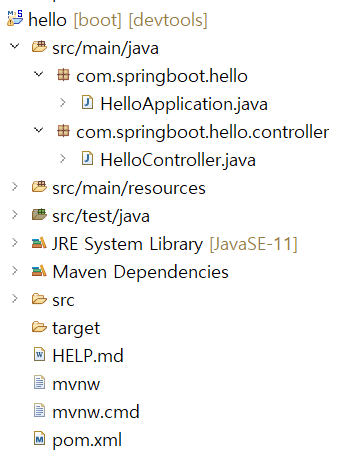 hello [boot] [devtools]
src/main/java
com.springboot.hello
HelloApplication.java
com.springboot.hello.controller
HelloController.java
src/main/resources
src/test/java
JRE System Library [JavaSE-11]
Maven Dependencies
src
target
HELP.md
mvnw
mvnw.cmd
pom.xml